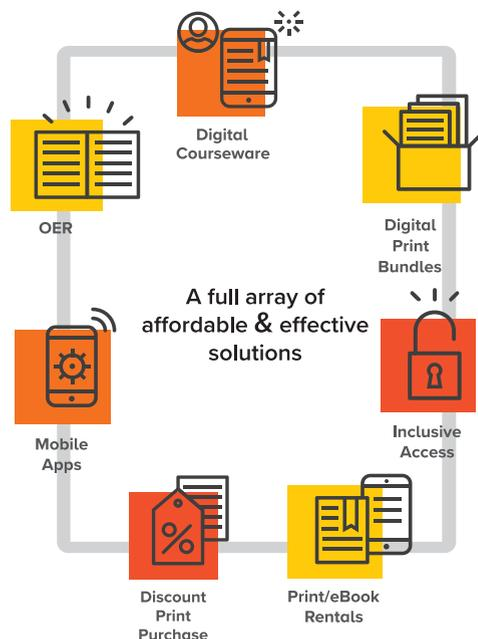 Digital
Courseware
OER
Digital
Print
Bundles
A full array of
affordable & effective
solutions
Inclusive
Access
Mobile
Apps
Discount
Print
Purchase
Print/eBook
Rentals
%